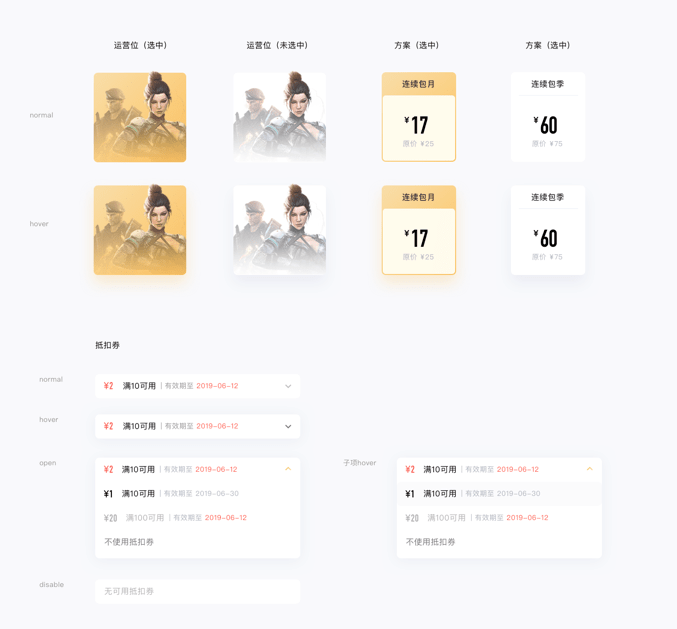 运营位（选中）
运营位（未选中）
方案（选中）
方案（选中）
normal
连续包月
¥17
原价 ¥25
连续包季
¥60
原价 ¥75
hover
连续包月
¥17
原价 ¥25
连续包季
¥60
原价 ¥75
抵扣券
normal
¥2 满10可用 | 有效期至 2019-06-12
hover
¥2 满10可用 | 有效期至 2019-06-12
open
¥2 满10可用 | 有效期至 2019-06-12
¥1 满10可用 | 有效期至 2019-06-30
¥20 满100可用 | 有效期至 2019-06-12
不使用抵扣券
子项hover
¥2 满10可用 | 有效期至 2019-06-12
¥1 满10可用 | 有效期至 2019-06-30
¥20 满100可用 | 有效期至 2019-06-12
不使用抵扣券
disable
无可用抵扣券